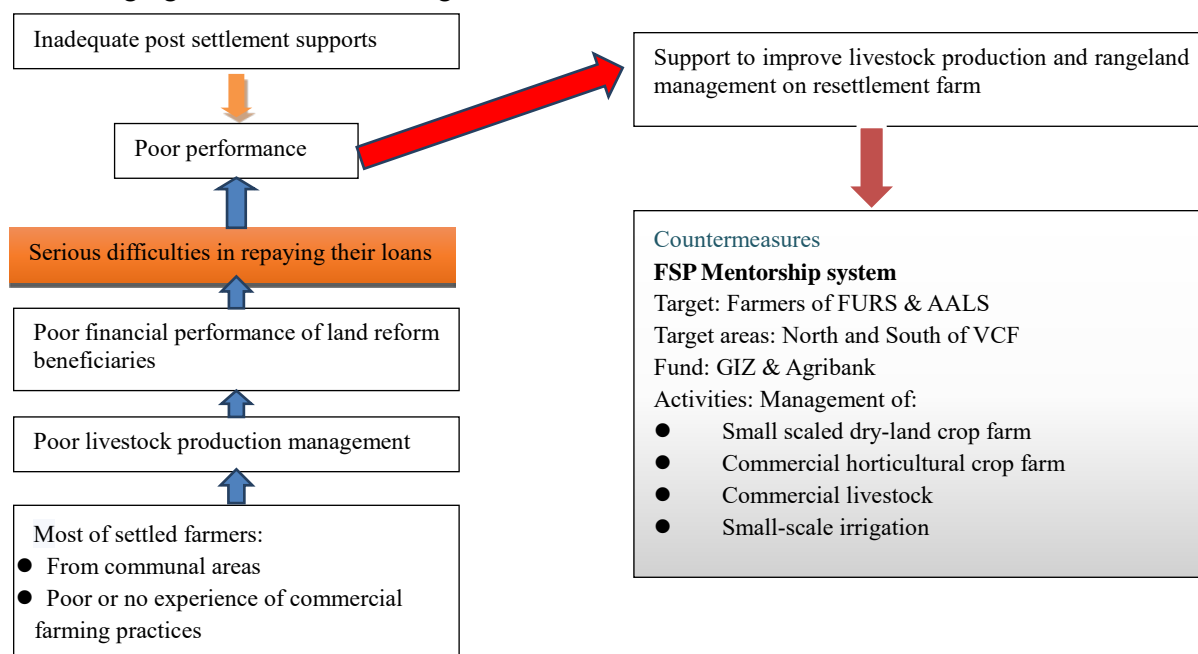 Inadequate post settlement supports
Poor performance
Serious difficulties in repaying their loans
Poor financial performance of land reform
beneficiaries
Poor livestock production management
Most of settled farmers:
● From communal areas
● Poor or no experience of commercial
farming practices
Support to improve livestock production and rangeland
management on resettlement farm
Countermeasures
FSP Mentorship system
Target: Farmers of FURS & AALS
Target areas: North and South of VCF
Fund: GIZ & Agribank
Activities: Management of:
● Small scaled dry-land crop farm
● Commercial horticultural crop farm
● Commercial livestock
● Small-scale irrigation